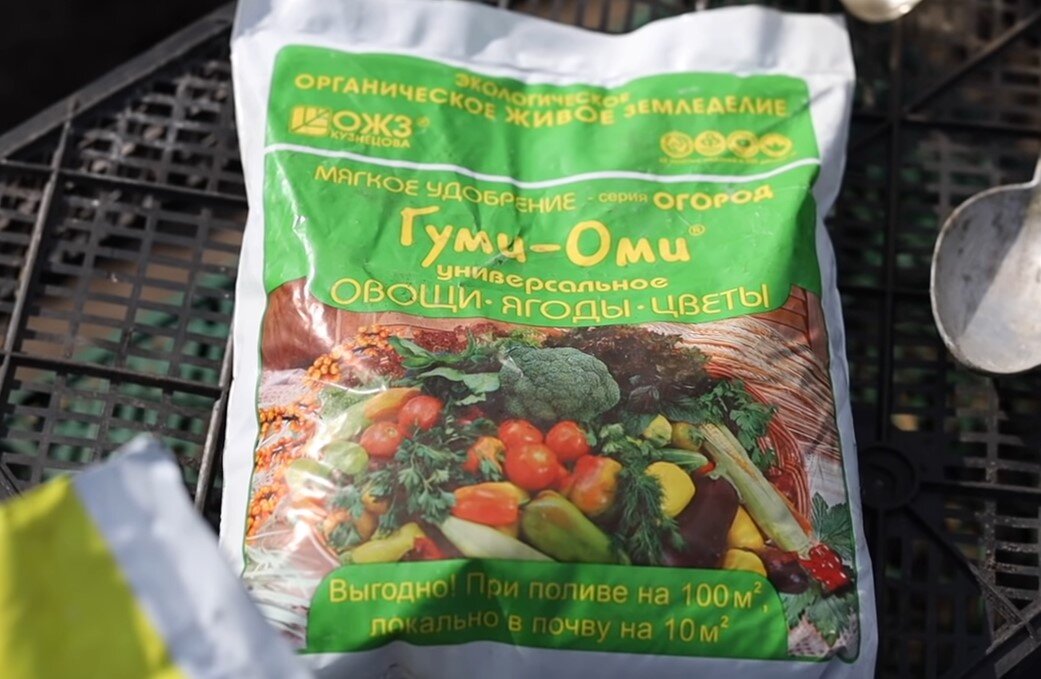 ЭКОЛОГИЧЕСКОЕ
ОРГАНИЧЕСКОЕ ЖИВОЕ ЗЕМЛЕДЕЛИЕ
ОЖЗ®
КУЗНЕЦОВА
МЯГКОЕ УДОБРЕНИЕ - серия ОГОРОД
Гуми-Оми®
универсальное
ОВОЩИ · ЯГОДЫ · ЦВЕТЫ
Выгодно! При поливе на 100 м²,
локально в почву на 10 м²